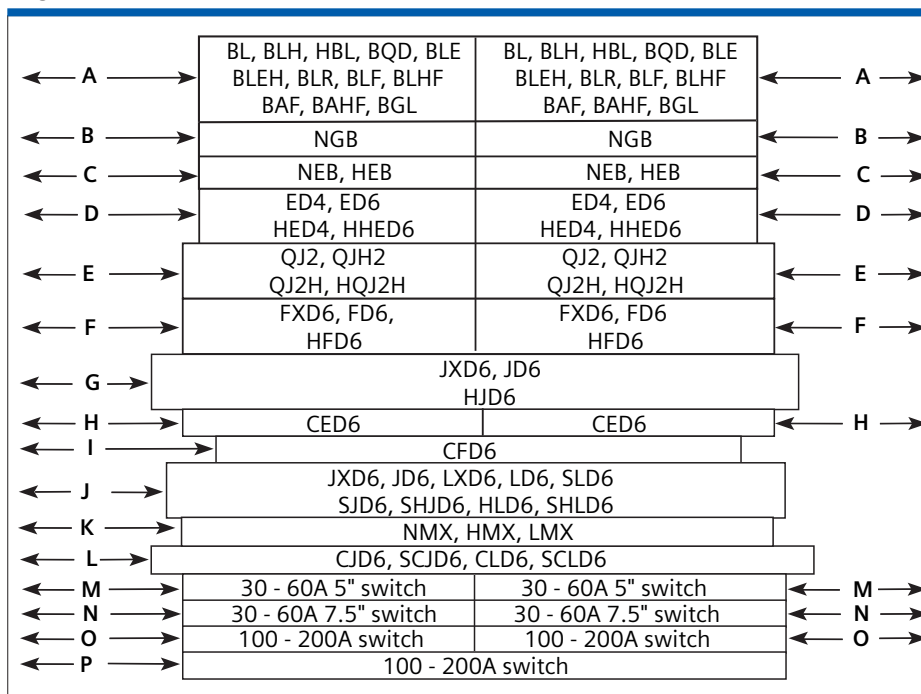 BL, BLH, HBL, BQD, BLE BL, BLH, HBL, BQD, BLE
A BLEH, BLR, BLF, BLHF BLEH, BLR, BLF, BLHF A
BAF, BAHF, BGL BAF, BAHF, BGL
B NGB NGB B
C NEB, HEB NEB, HEB C
ED4, ED6 ED4, ED6
D HED4, HHED6 HED4, HHED6 D
QJ2, QJH2 QJ2, QJH2
E QJ2H, HQJ2H QJ2H, HQJ2H E
FXD6, FD6, FXD6, FD6
F HFD6 HFD6 F
JXD6, JD6
G HJD6
H CED6 CED6 H
I CFD6
JXD6, JD6, LXD6, LD6, SLD6
J SJD6, SHJD6, HLD6, SHLD6
K NMX, HMX, LMX
L CJD6, SCJD6, CLD6, SCLD6
M 30 - 60A 5" switch 30 - 60A 5" switch M
N 30 - 60A 7.5" switch 30 - 60A 7.5" switch N
O 100 - 200A switch 100 - 200A switch O
P 100 - 200A switch